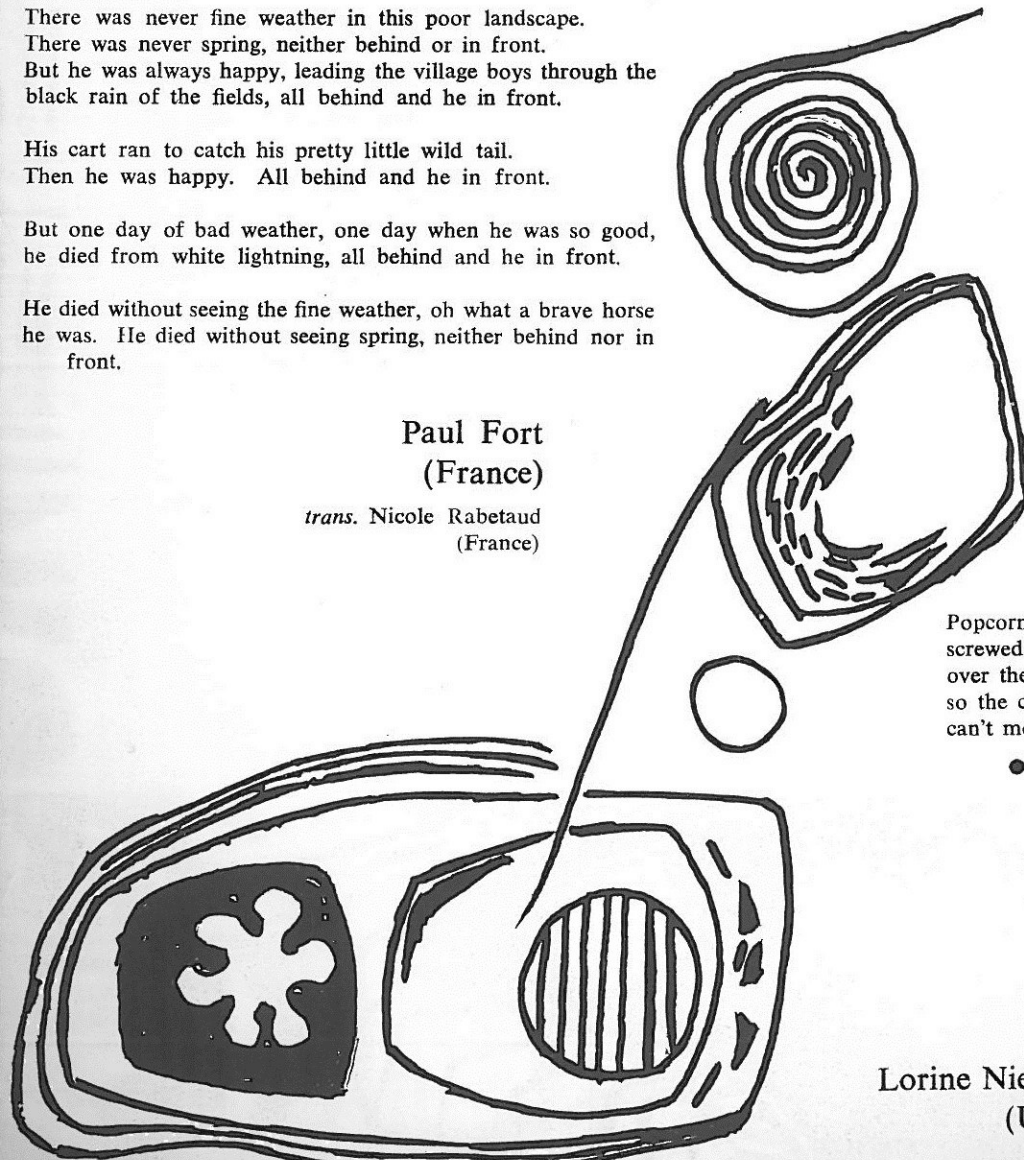 There was never fine weather in this poor landscape.
There was never spring, neither behind or in front.
But he was always happy, leading the village boys through the
black rain of the fields, all behind and he in front.
His cart ran to catch his pretty little wild tail.
Then he was happy. All behind and he in front.
But one day of bad weather, one day when he was so good,
he died from white lightning, all behind and he in front.
He died without seeing the fine weather, oh what a brave horse
he was. He died without seeing spring, neither behind nor in
front.
Paul Fort
(France)
trans. Nicole Rabetaud
(France)
Popcorn
screwed
over the
so the
can't
Lorine